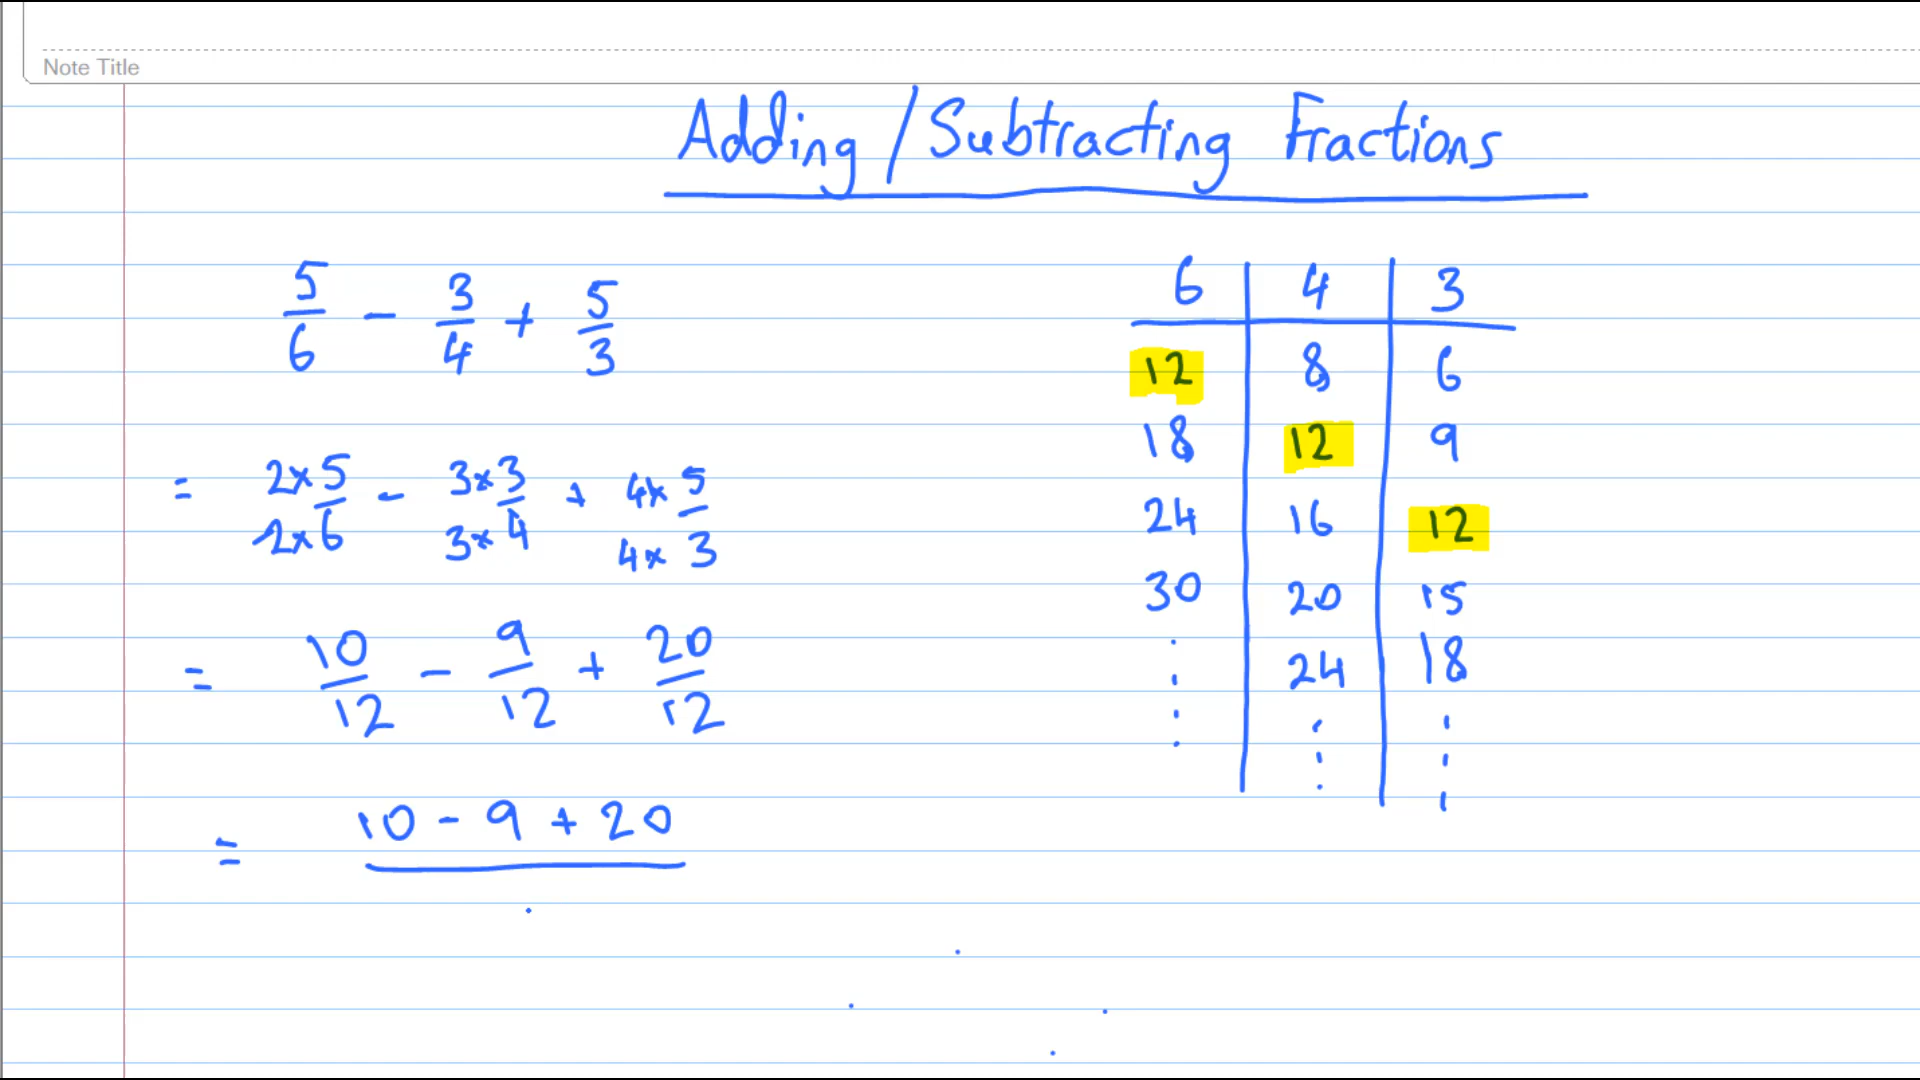 Note Title
Adding/Subtracting Fractions
5/6 - 3/4 + 5/3
= 2×5/2×6 - 3×3/3×4 + 4×5/4×3
= 10/12 - 9/12 + 20/12
= 10 - 9 + 20
6 4 3
12 8 6
18 12 9
24 16 12
30 20 15
24 18